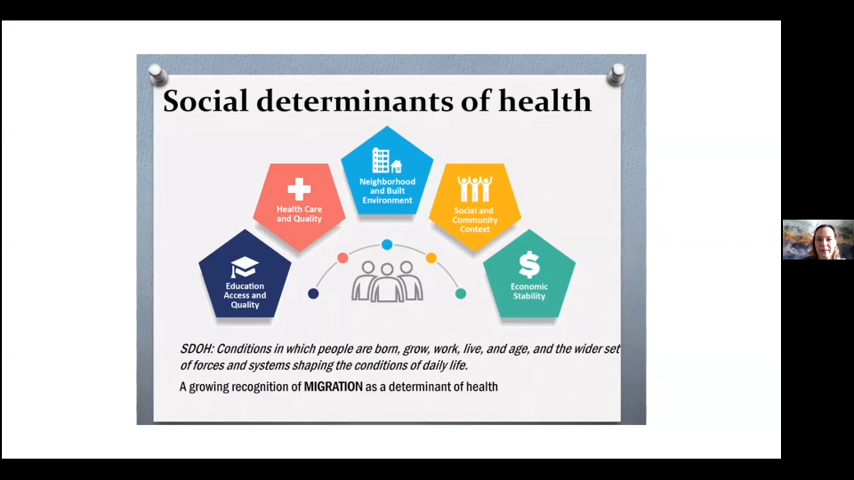 Social determinants of health
Neighborhood
and Built
Environment
Health Care
and Quality
Social and
Community
Context
Education
Access and
Quality
Economic
Stability
SDOH: Conditions in which people are born, grow, work, live, and age, and the wider set
of forces and systems shaping the conditions of daily life.
A growing recognition of MIGRATION as a determinant of health